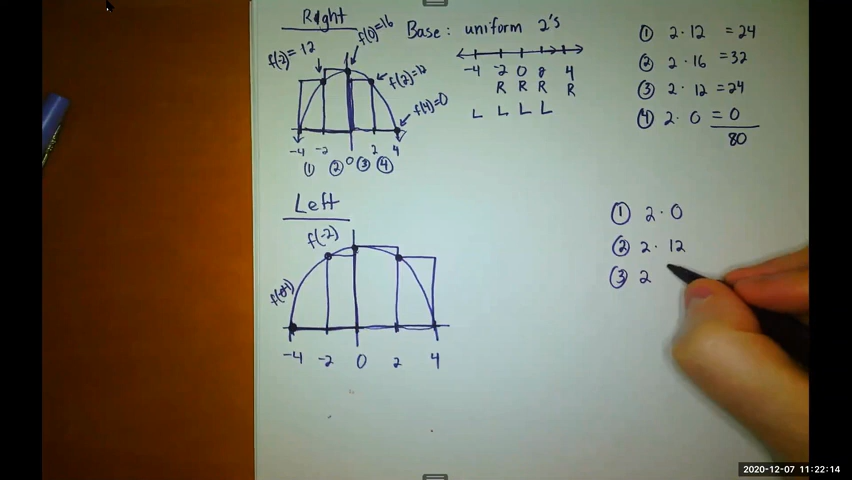 Right
f(-2) = 12
f(0)=16
f(2)=12
f(4)=0
-4 -2 0 2 4
① ② ③ ④
Base: uniform 2's
-4 -2 0 2 4
R R R R
L L L L
① 2 · 12 = 24
② 2 · 16 = 32
③ 2 · 12 = 24
④ 2 · 0 = 0
80
Left
f(-2)
f(-4)
-4 -2 0 2 4
① 2 · 0
② 2 · 12
③ 2
2020-12-07 11:22:14